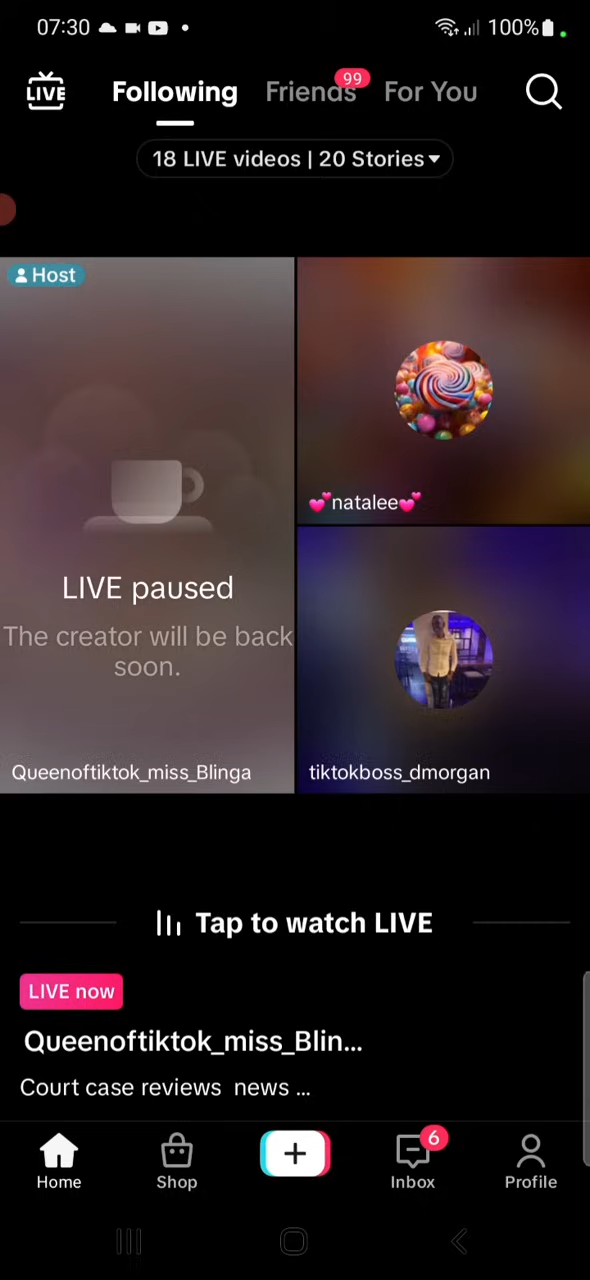 07:30 100%
LIVE Following Friends 99 For You
18 LIVE videos | 20 Stories
Host
💕natalee💕
LIVE paused
The creator will be back
soon.
Queenoftiktok_miss_Blinga
tiktokboss_dmorgan
Tap to watch LIVE
LIVE now
Queenoftiktok_miss_Blin...
Court case reviews news ...
6
Home Shop Inbox Profile